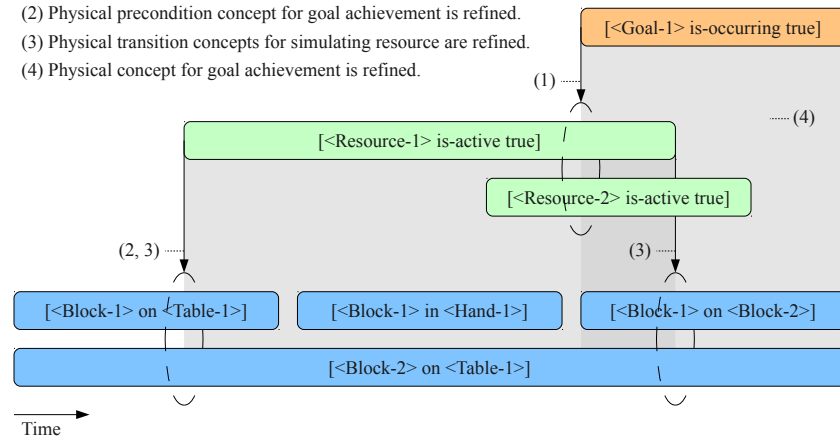 (2) Physical precondition concept for goal achievement is refined.
(3) Physical transition concepts for simulating resource are refined.
(4) Physical concept for goal achievement is refined.
[<Goal-1> is-occurring true]
(1)
(4)
[<Resource-1> is-active true]
[<Resource-2> is-active true]
(2, 3)
(3)
[<Block-1> on <Table-1>]
[<Block-1> in <Hand-1>]
[<Block-1> on <Block-2>]
[<Block-2> on <Table-1>]
Time